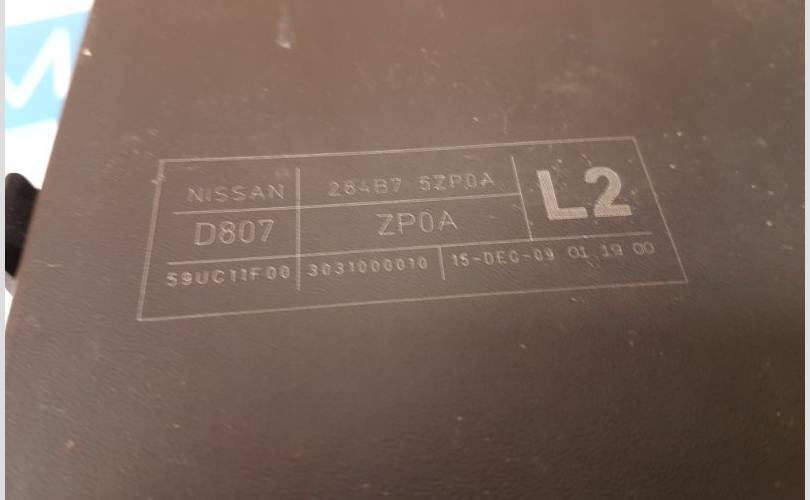 NISSAN 284B7 5ZP0A L2
D807 ZP0A
59UC11F00 3031000010 15-DEC-09 01 19 00